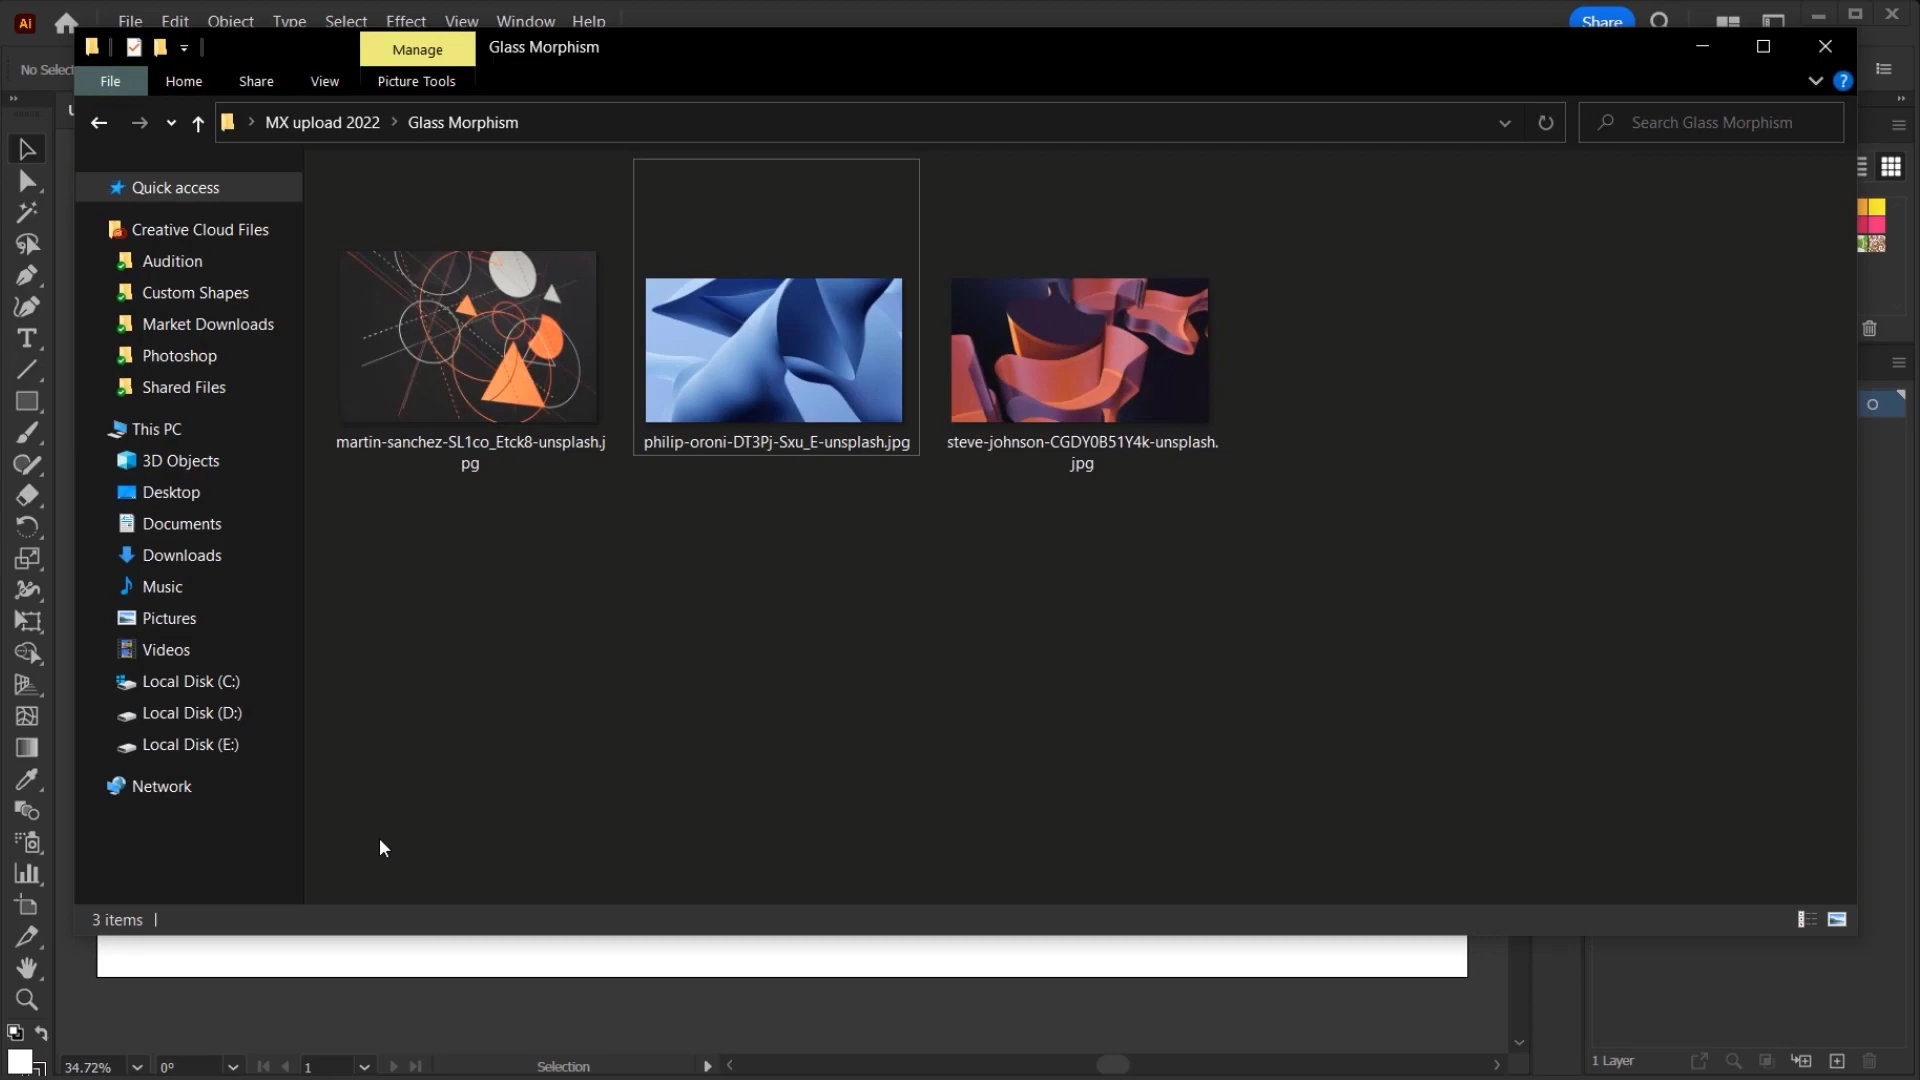 Ai File Edit Object Type Select Effect View Window Help Share
Manage Glass Morphism
No Select
File Home Share View Picture Tools ?
MX upload 2022 > Glass Morphism Search Glass Morphism
Quick access
Creative Cloud Files
Audition
Custom Shapes
Market Downloads
Photoshop
Shared Files
This PC
3D Objects
Desktop
Documents
Downloads
Music
Pictures
Videos
Local Disk (C:)
Local Disk (D:)
Local Disk (E:)
Network
martin-sanchez-SL1co_Etck8-unsplash.j
pg
philip-oroni-DT3Pj-Sxu_E-unsplash.jpg
steve-johnson-CGDY0B51Y4k-unsplash.
jpg
3 items
34.72% 0° 1 Selection 1 Layer